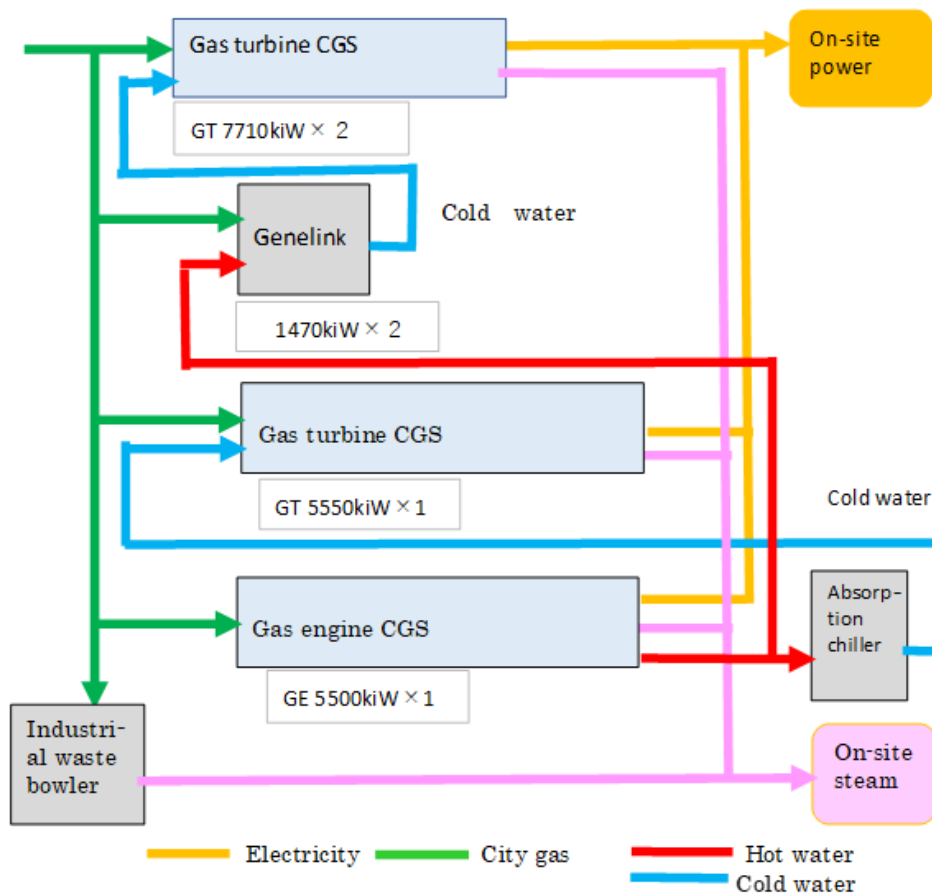 Gas turbine CGS
On-site
power
GT 7710kiW × 2
Cold water
Genelink
1470kiW × 2
Gas turbine CGS
GT 5550kiW ×1
Cold water
Absorp-
tion
chiller
Gas engine CGS
GE 5500kiW ×1
Industri-
al waste
bowler
On-site
steam
Electricity
City gas
Hot water
Cold water